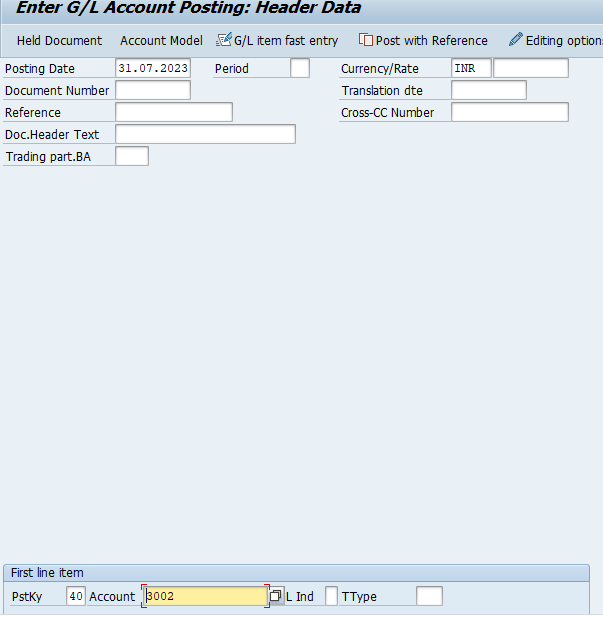 Enter G/L Account Posting: Header Data
Held Document Account Model G/L item fast entry Post with Reference Editing option
Posting Date 31.07.2023 Period Currency/Rate INR
Document Number Translation dte
Reference Cross-CC Number
Doc.Header Text
Trading part.BA
First line item
PstKy 40 Account 3002 L Ind TType